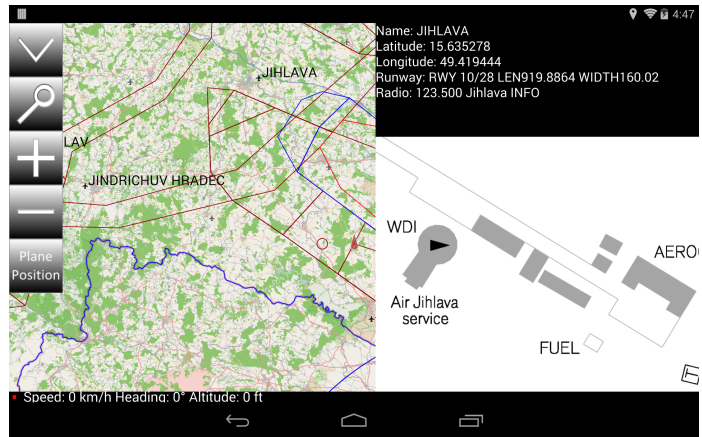 4:47
Name: JIHLAVA
Latitude: 15.635278
Longitude: 49.419444
Runway: RWY 10/28 LEN919.8864 WIDTH160.02
Radio: 123.500 Jihlava INFO
JIHLAVA
LAV
JINDRICHUV HRADEC
Plane
Position
WDI
AERO
Air Jihlava
service
FUEL
Speed: 0 km/h Heading: 0° Altitude: 0 ft